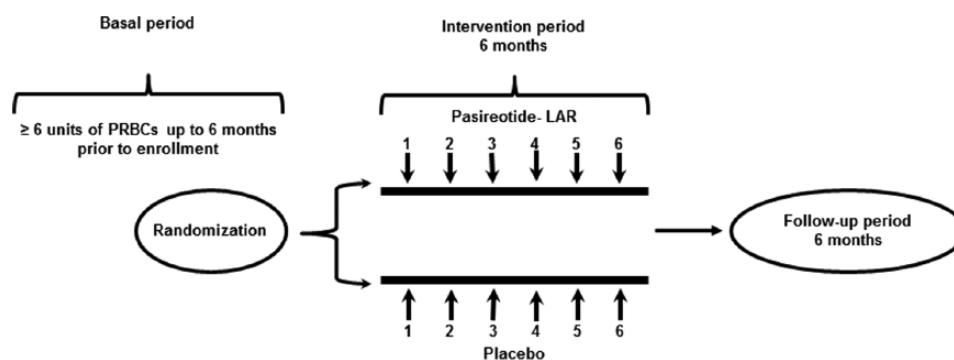 Basal period
≥ 6 units of PRBCs up to 6 months
prior to enrollment
Randomization
Intervention period
6 months
Pasireotide- LAR
1 2 3 4 5 6
1 2 3 4 5 6
Placebo
Follow-up period
6 months